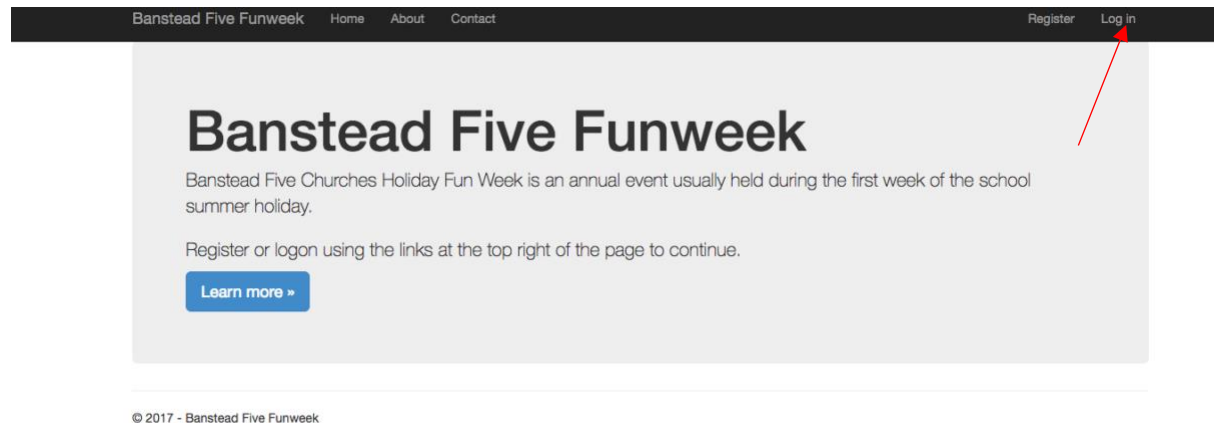 Banstead Five Funweek Home About Contact Register Log in
Banstead Five Funweek
Banstead Five Churches Holiday Fun Week is an annual event usually held during the first week of the school
summer holiday.
Register or logon using the links at the top right of the page to continue.
Learn more »
© 2017 - Banstead Five Funweek